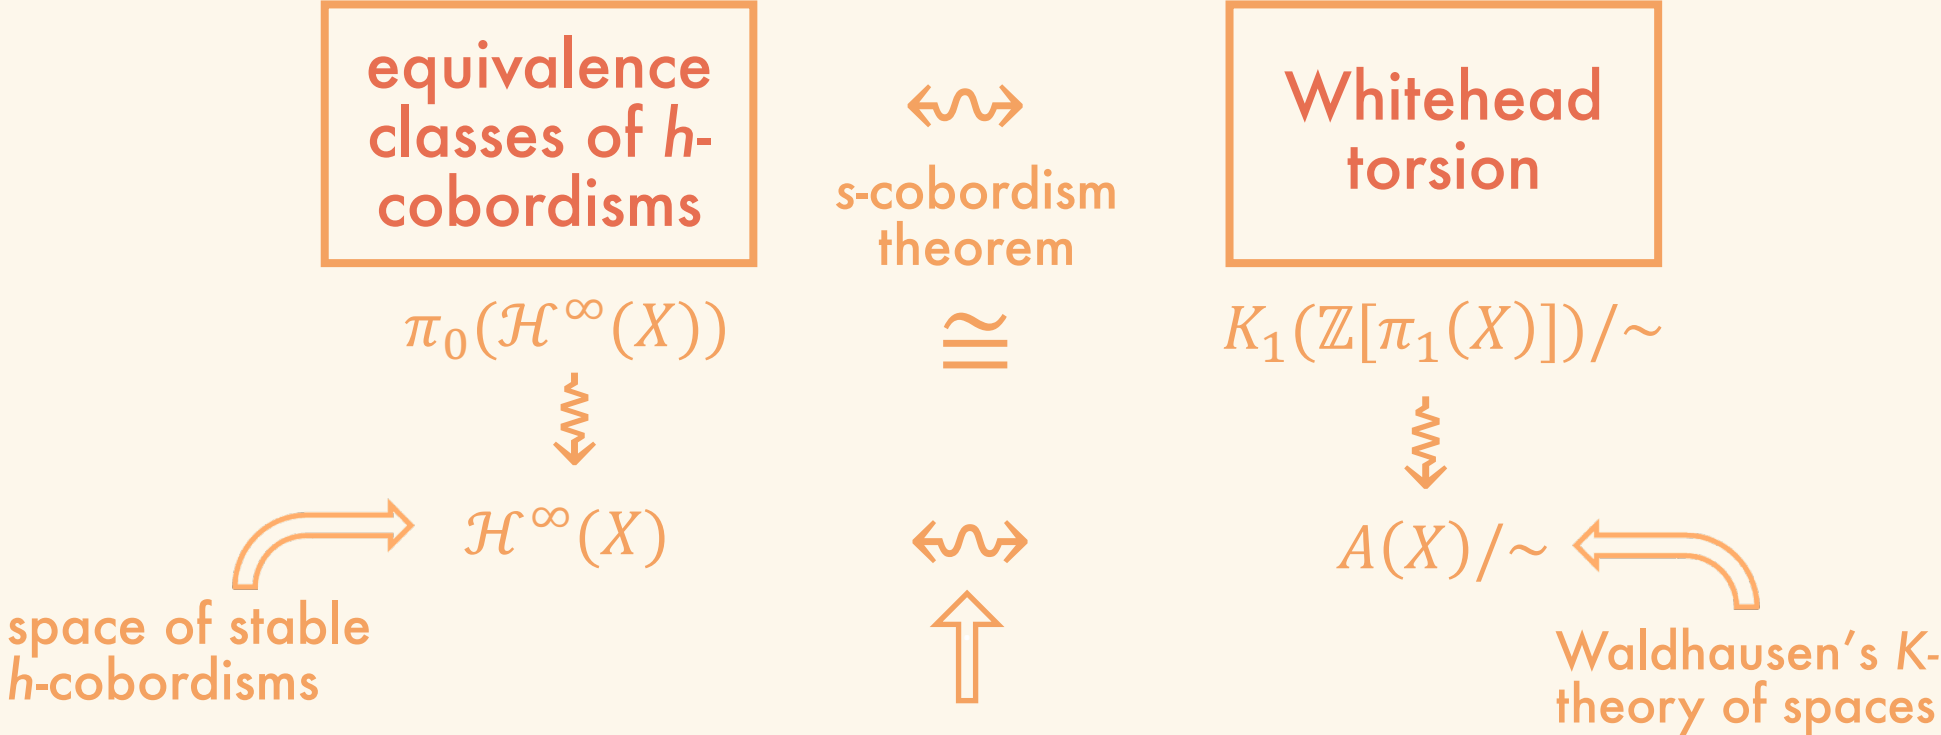 equivalence
classes of h-
cobordisms
s-cobordism
theorem
Whitehead
torsion
π₀(ℋ^∞(X))
≅
K₁(ℤ[π₁(X)])/~
ℋ^∞(X)
A(X)/~
space of stable
h-cobordisms
Waldhausen's K-
theory of spaces